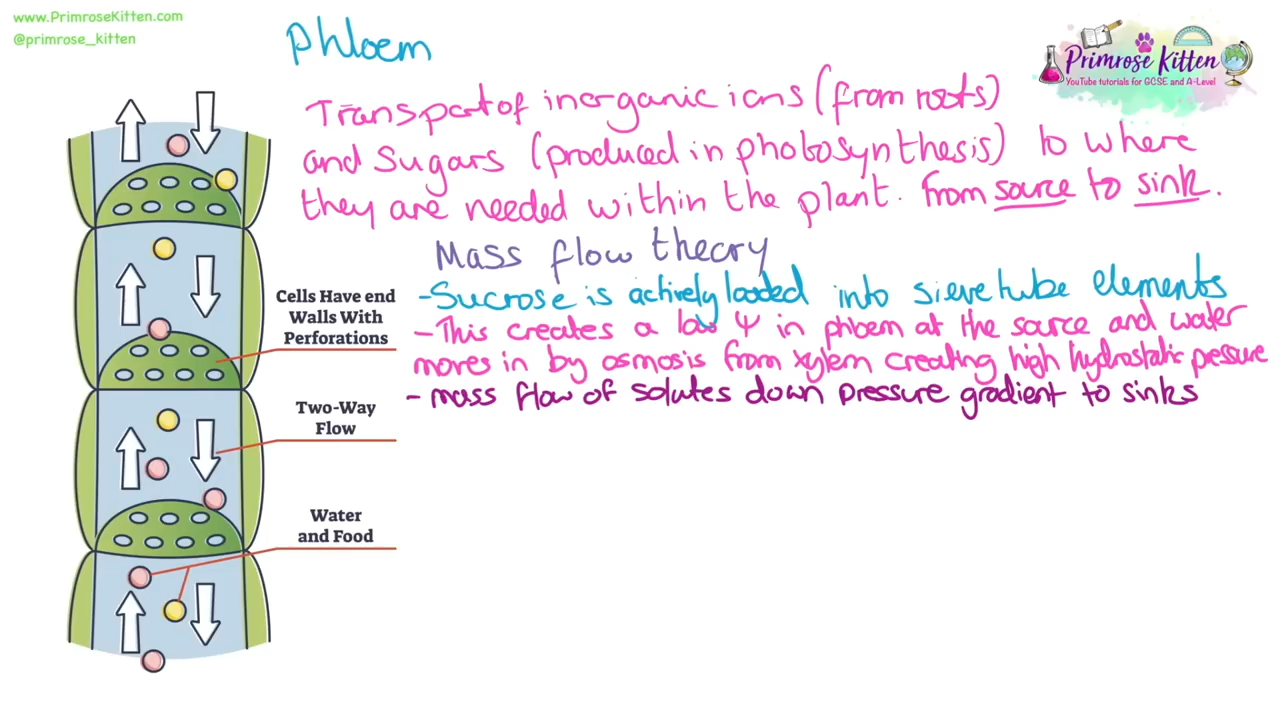 www.PrimroseKitten.com
@primrose_kitten
Phloem
Primrose Kitten
YouTube tutorials for GCSE and A-Level
Transport of inorganic ions (from roots)
and sugars (produced in photosynthesis) to where
they are needed within the plant. From source to sink.
Mass flow theory
-Sucrose is actively loaded into sieve tube elements
-This creates a low Ψ in phloem at the source and water
moves in by osmosis from xylem creating high hydrostatic pressure
- mass flow of solutes down pressure gradient to sinks
Cells Have end
Walls With
Perforations
Two-Way
Flow
Water
and Food